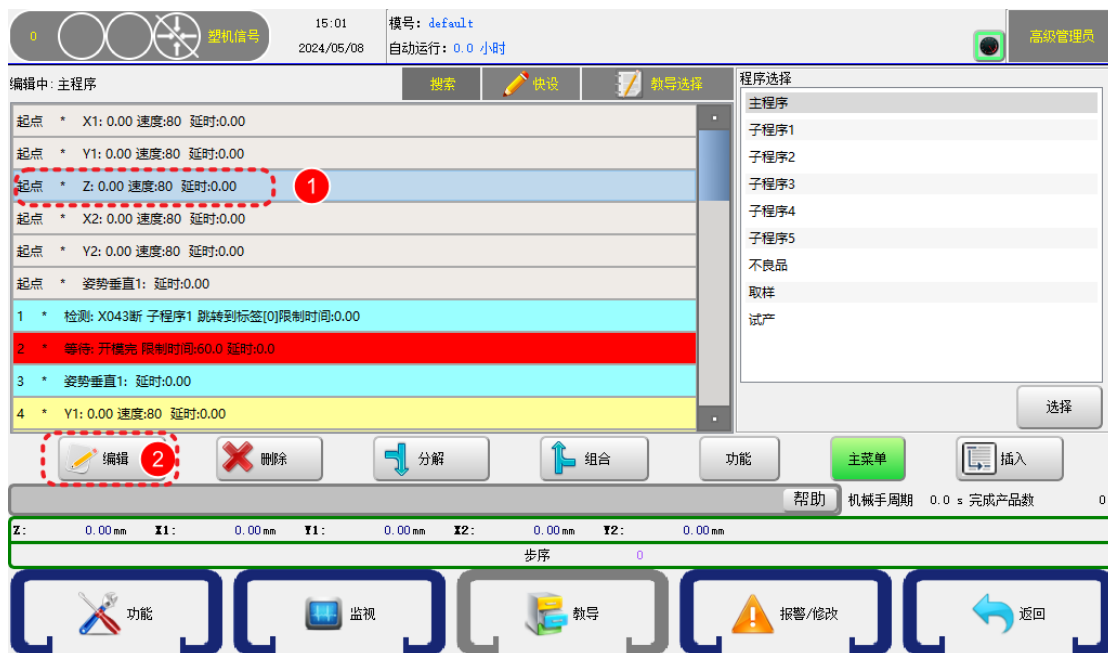 0 塑机信号 15:01 模号: default 高级管理员
2024/05/08 自动运行: 0.0 小时
编辑中: 主程序 搜索 快设 教导选择 程序选择
主程序
子程序1
子程序2
子程序3
子程序4
子程序5
不良品
取样
试产
选择
起点 * X1: 0.00 速度:80 延时:0.00
起点 * Y1: 0.00 速度:80 延时:0.00
起点 * Z: 0.00 速度:80 延时:0.00 1
起点 * X2: 0.00 速度:80 延时:0.00
起点 * Y2: 0.00 速度:80 延时:0.00
起点 * 姿势垂直1: 延时:0.00
1 * 检测: X043断 子程序1 跳转到标签[0]限制时间:0.00
2 * 等待: 开模完 限制时间:60.0 延时:0.0
3 * 姿势垂直1: 延时:0.00
4 * Y1: 0.00 速度:80 延时:0.00
编辑 2 删除 分解 组合 功能 主菜单 插入
帮助 机械手周期 0.0 s 完成产品数 0
Z: 0.00 mm X1: 0.00 mm Y1: 0.00 mm X2: 0.00 mm Y2: 0.00 mm
步序 0
功能 监视 教导 报警/修改 返回